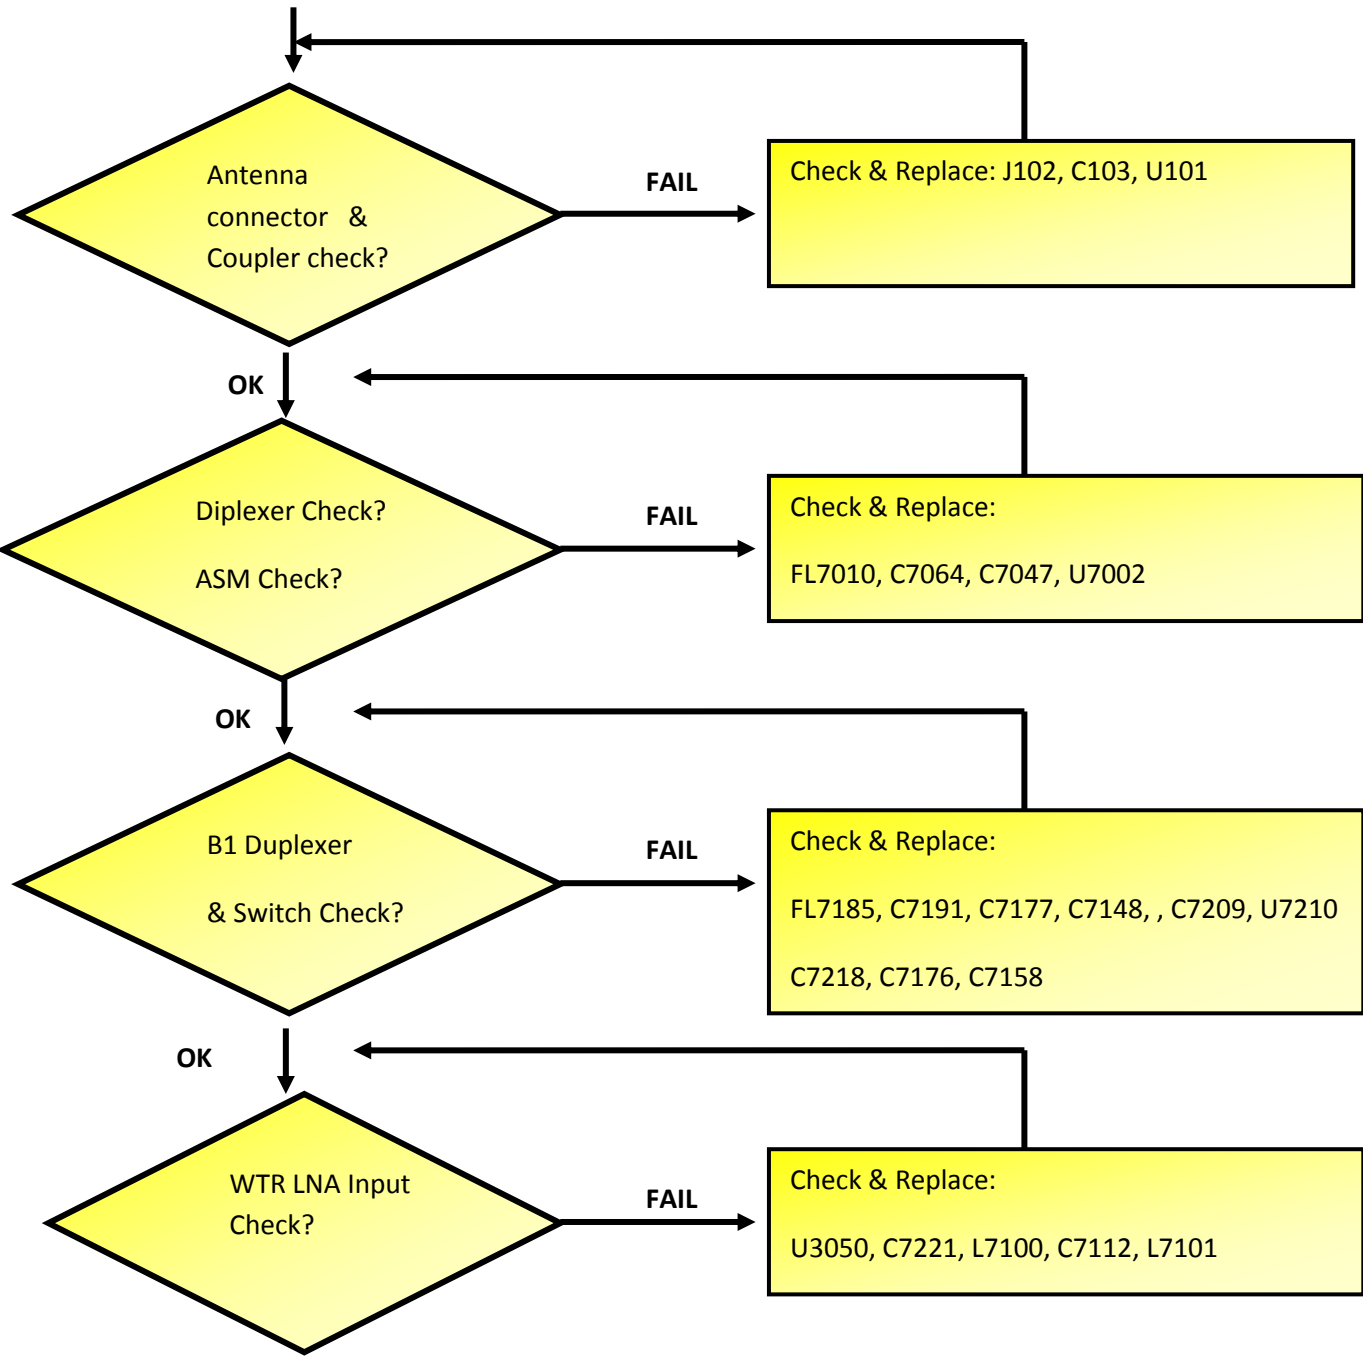 Antenna
connector & 
Coupler check?
FAIL
Check & Replace: J102, C103, U101
OK
Diplexer Check?
ASM Check?
FAIL
Check & Replace:
FL7010, C7064, C7047, U7002
OK
B1 Duplexer
& Switch Check?
FAIL
Check & Replace:
FL7185, C7191, C7177, C7148, , C7209, U7210
C7218, C7176, C7158
OK
WTR LNA Input
Check?
FAIL
Check & Replace:
U3050, C7221, L7100, C7112, L7101